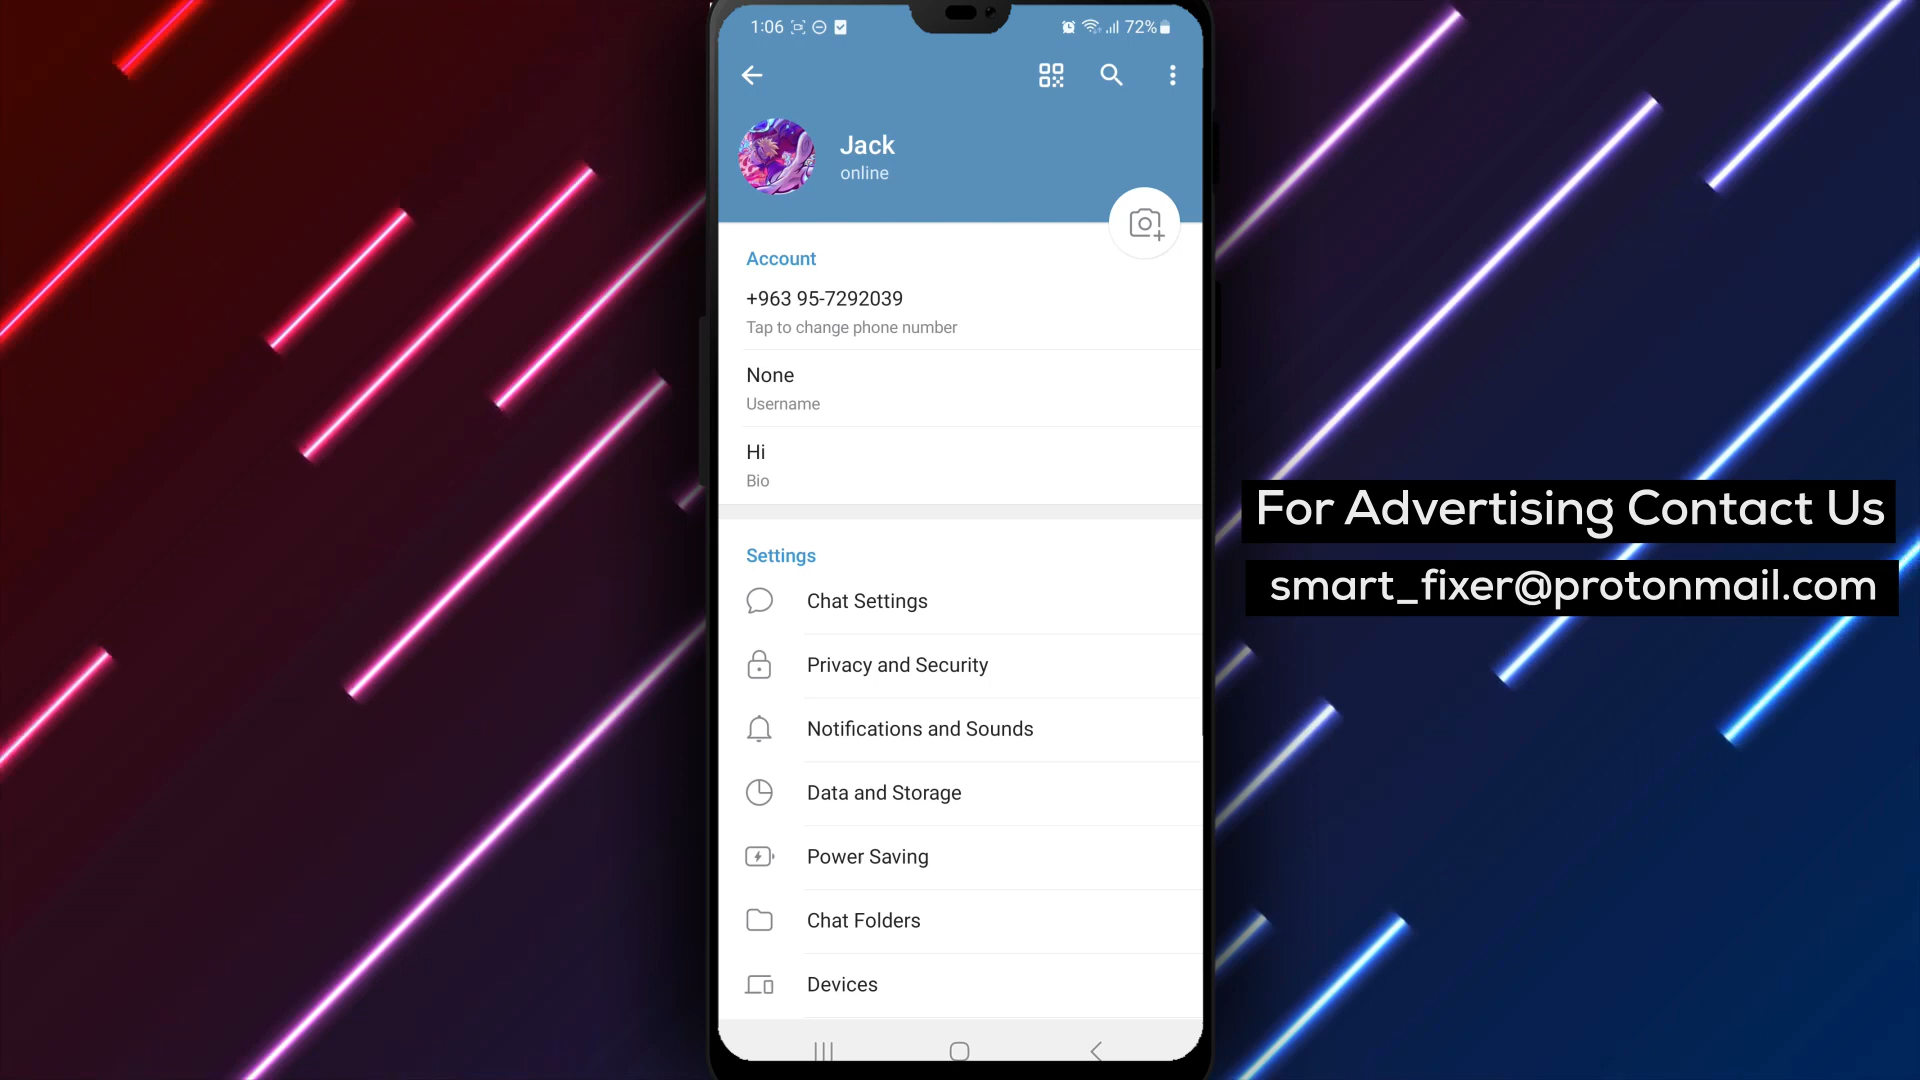 1:06
72%
Jack
online
Account
+963 95-7292039
Tap to change phone number
None
Username
Hi
Bio
Settings
Chat Settings
Privacy and Security
Notifications and Sounds
Data and Storage
Power Saving
Chat Folders
Devices
For Advertising Contact Us
smart_fixer@protonmail.com